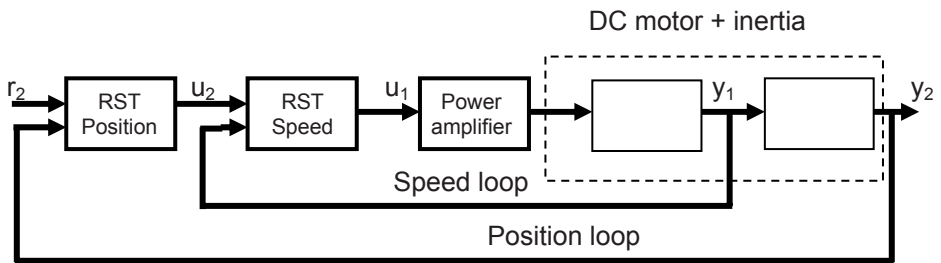 DC motor + inertia
r2
RST
Position
u2
RST
Speed
u1
Power
amplifier
y1
y2
Speed loop
Position loop